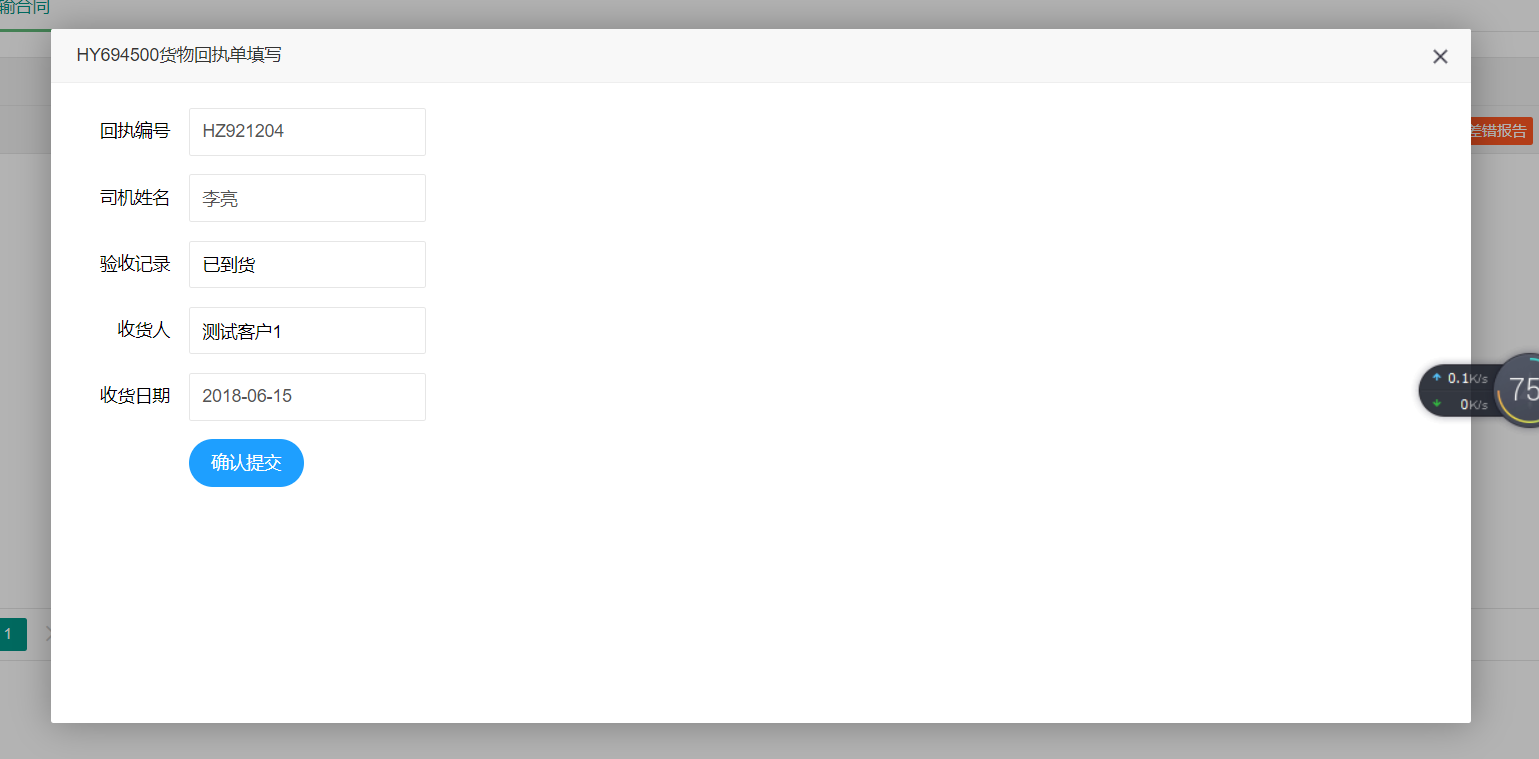 输合同
HY694500货物回执单填写
回执编号 HZ921204
差错报告
司机姓名 李亮
验收记录 已到货
收货人 测试客户1
收货日期 2018-06-15
0.1K/s
0K/s
75
确认提交
1